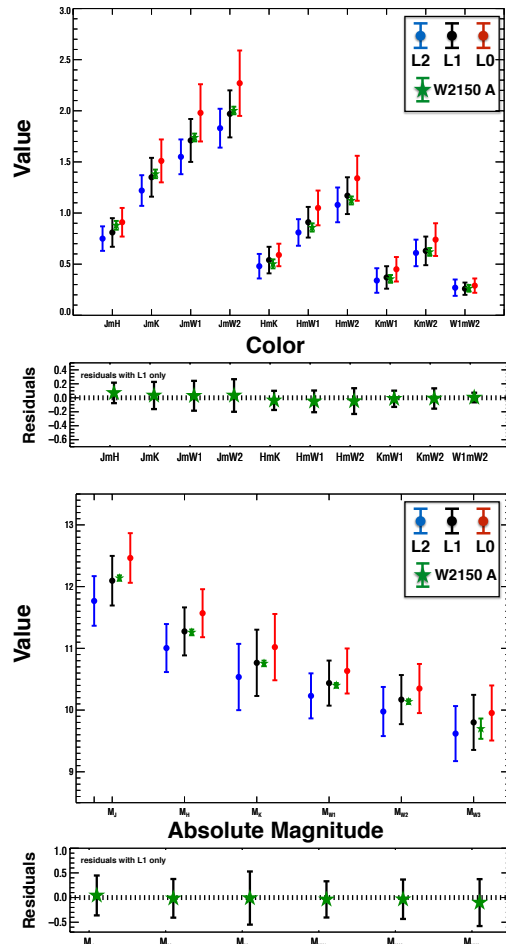 3.0
2.5
2.0
1.5
1.0
0.5
0.0
Value
L2 L1 L0
W2150 A
JmH JmK JmW1 JmW2 HmK HmW1 HmW2 KmW1 KmW2 W1mW2
Color
0.4
0.2
0.0
−0.2
−0.4
−0.6
Residuals
residuals with L1 only
JmH JmK JmW1 JmW2 HmK HmW1 HmW2 KmW1 KmW2 W1mW2
13
12
11
10
9
Value
L2 L1 L0
W2150 A
MJ MH MK MW1 MW2 MW3
Absolute Magnitude
1.0
0.5
0.0
−0.5
Residuals
residuals with L1 only